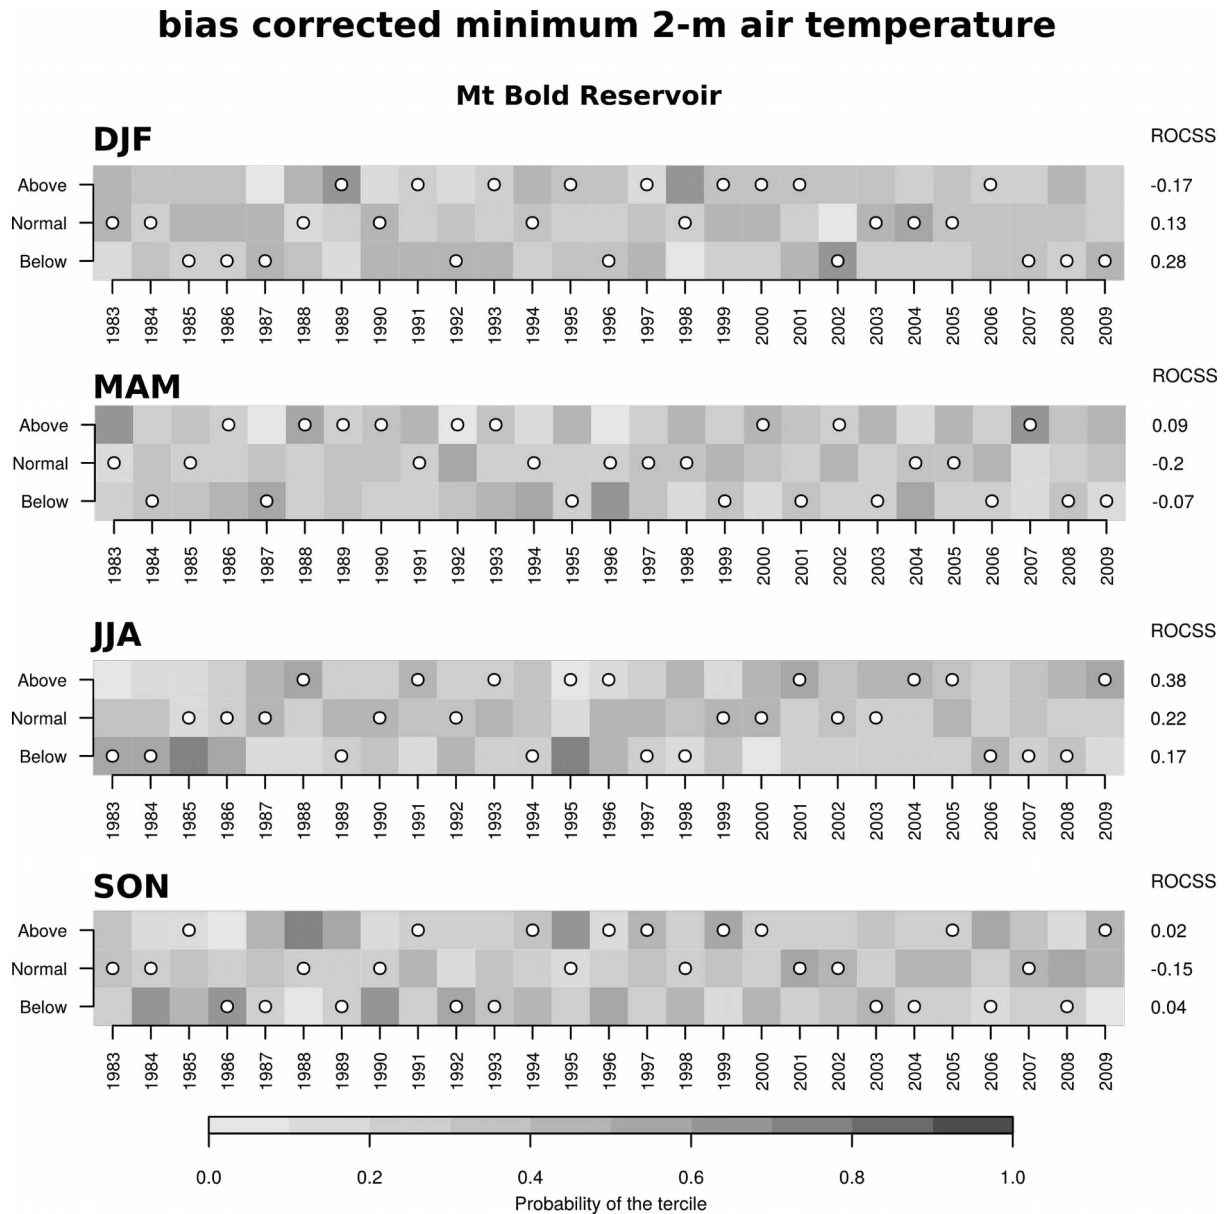 bias corrected minimum 2-m air temperature
Mt Bold Reservoir
DJF
ROCSS
Above
-0.17
Normal
0.13
Below
0.28
1983 1984 1985 1986 1987 1988 1989 1990 1991 1992 1993 1994 1995 1996 1997 1998 1999 2000 2001 2002 2003 2004 2005 2006 2007 2008 2009
MAM
ROCSS
Above
0.09
Normal
-0.2
Below
-0.07
1983 1984 1985 1986 1987 1988 1989 1990 1991 1992 1993 1994 1995 1996 1997 1998 1999 2000 2001 2002 2003 2004 2005 2006 2007 2008 2009
JJA
ROCSS
Above
0.38
Normal
0.22
Below
0.17
1983 1984 1985 1986 1987 1988 1989 1990 1991 1992 1993 1994 1995 1996 1997 1998 1999 2000 2001 2002 2003 2004 2005 2006 2007 2008 2009
SON
ROCSS
Above
0.02
Normal
-0.15
Below
0.04
1983 1984 1985 1986 1987 1988 1989 1990 1991 1992 1993 1994 1995 1996 1997 1998 1999 2000 2001 2002 2003 2004 2005 2006 2007 2008 2009
0.0 0.2 0.4 0.6 0.8 1.0
Probability of the tercile